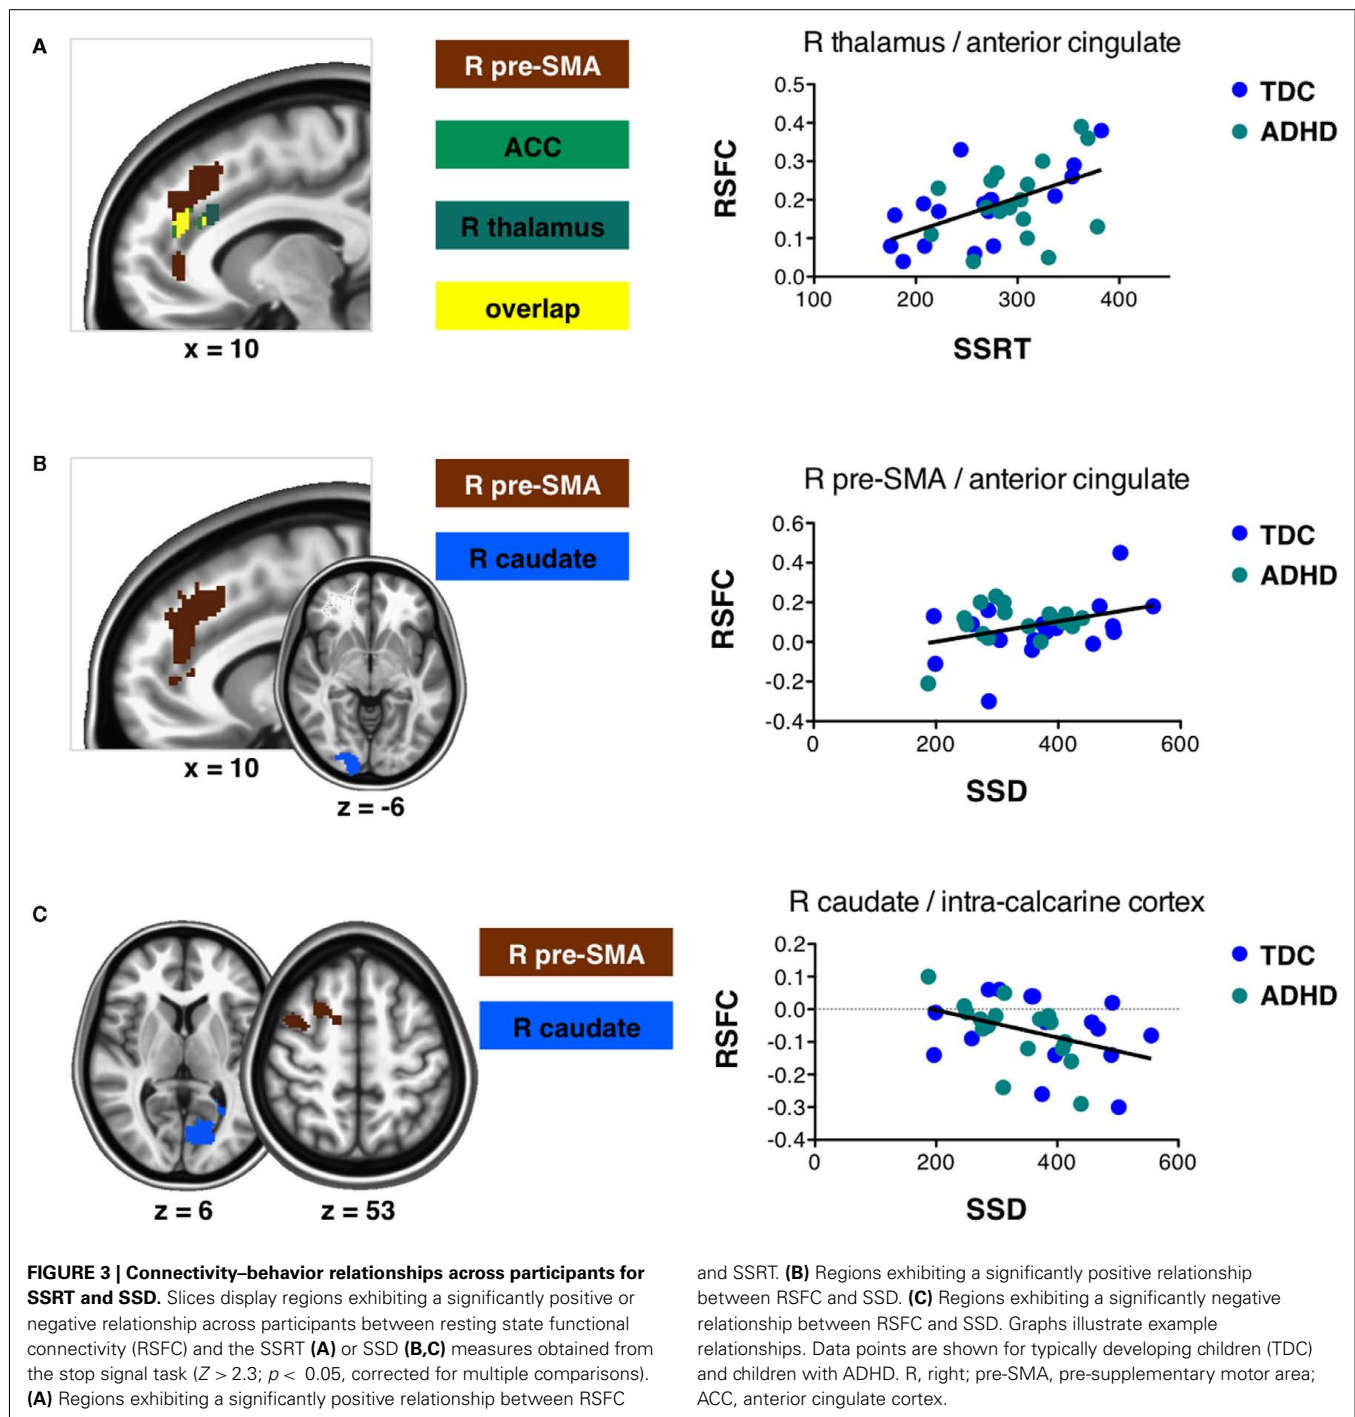 A
R pre-SMA
ACC
R thalamus
overlap
x = 10
R thalamus / anterior cingulate
0.5
0.4
0.3
0.2
0.1
0.0
100
200
300
400
RSFC
SSRT
TDC
ADHD
B
R pre-SMA
R caudate
x = 10
z = -6
R pre-SMA / anterior cingulate
0.6
0.4
0.2
0.0
-0.2
-0.4
0
200
400
600
RSFC
SSD
TDC
ADHD
C
R pre-SMA
R caudate
z = 6
z = 53
R caudate / intra-calcarine cortex
0.2
0.1
0.0
-0.1
-0.2
-0.3
-0.4
0
200
400
600
RSFC
SSD
TDC
ADHD
FIGURE 3 | Connectivity–behavior relationships across participants for
SSRT and SSD. Slices display regions exhibiting a significantly positive or
negative relationship across participants between resting state functional
connectivity (RSFC) and the SSRT (A) or SSD (B,C) measures obtained from
the stop signal task (Z > 2.3; p < 0.05, corrected for multiple comparisons).
(A) Regions exhibiting a significantly positive relationship between RSFC
and SSRT. (B) Regions exhibiting a significantly positive relationship
between RSFC and SSD. (C) Regions exhibiting a significantly negative
relationship between RSFC and SSD. Graphs illustrate example
relationships. Data points are shown for typically developing children (TDC)
and children with ADHD. R, right; pre-SMA, pre-supplementary motor area;
ACC, anterior cingulate cortex.